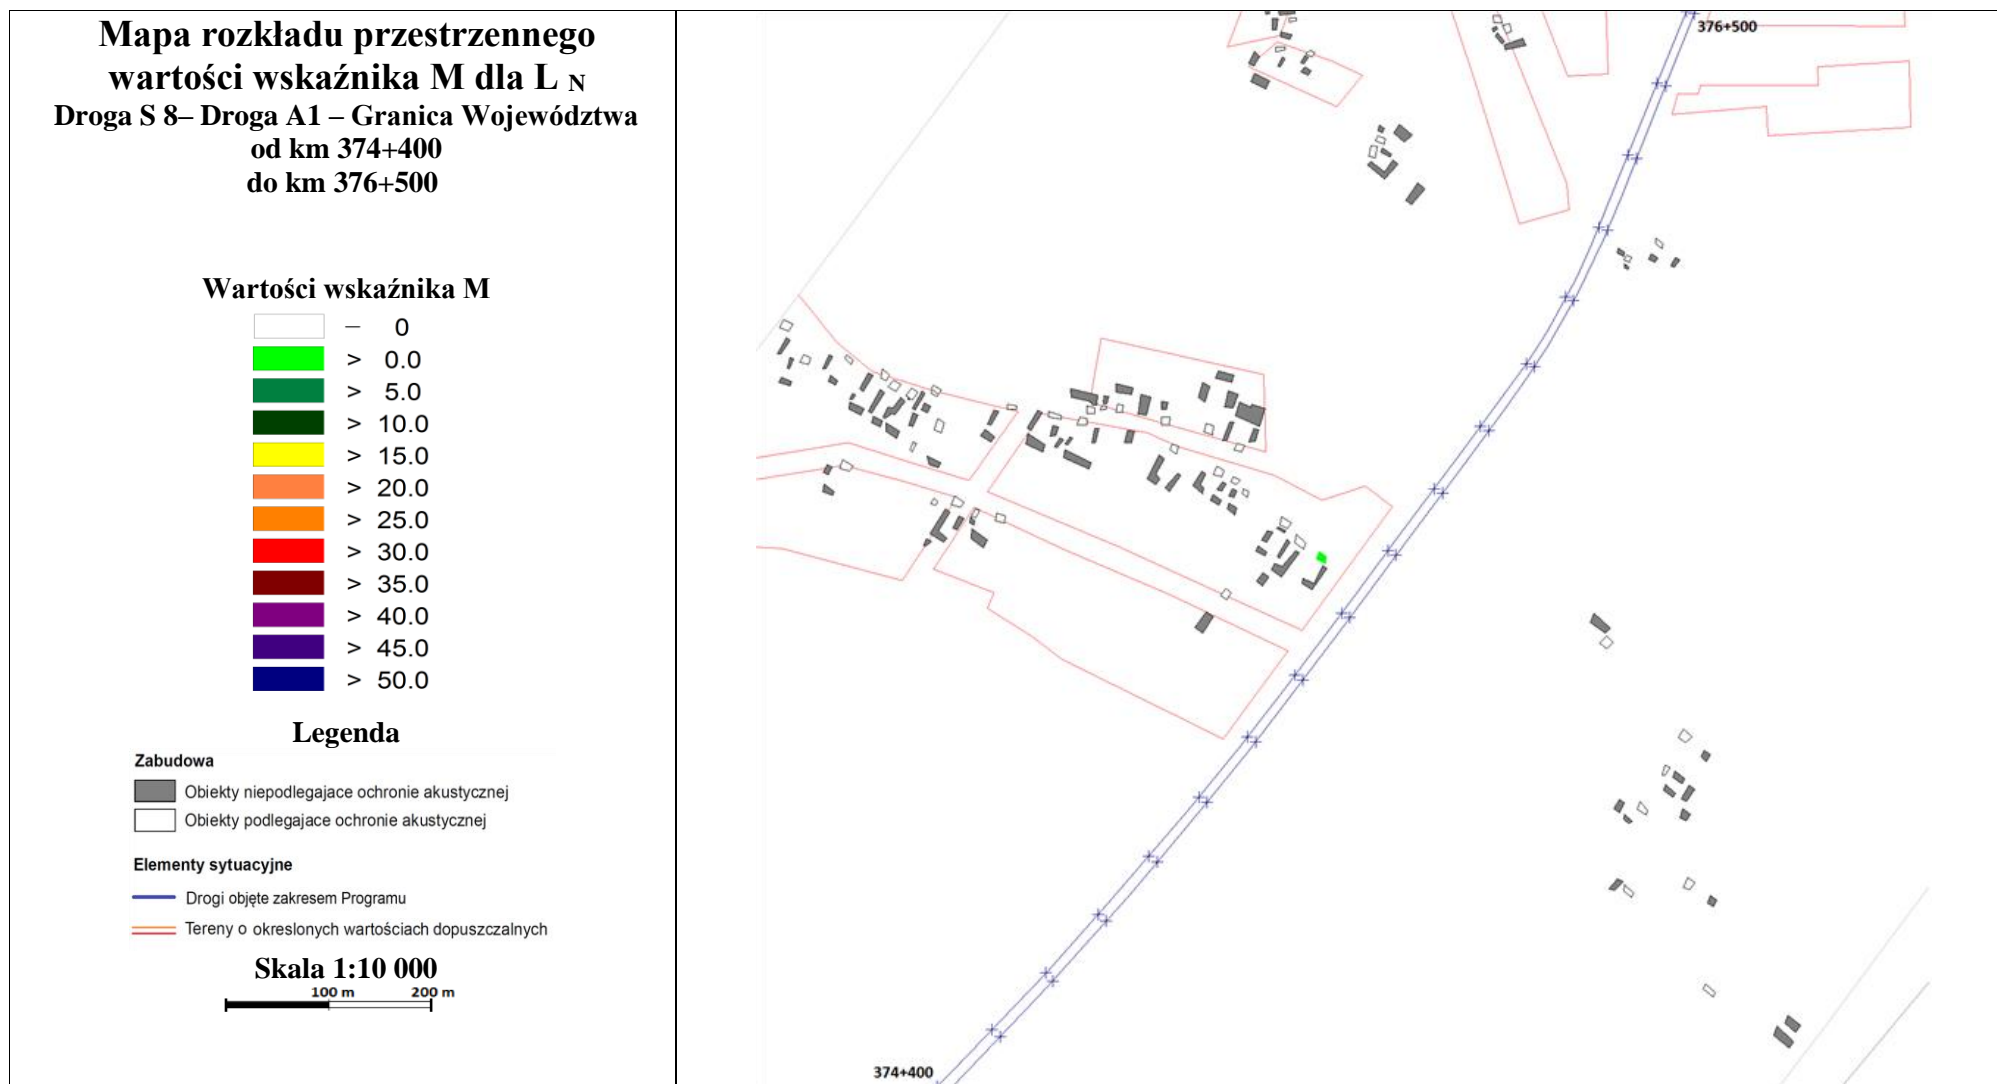 Mapa rozkładu przestrzennego
wartości wskaźnika M dla L N
Droga S 8– Droga A1 – Granica Województwa
od km 374+400
do km 376+500
Wartości wskaźnika M
– 0
> 0.0
> 5.0
> 10.0
> 15.0
> 20.0
> 25.0
> 30.0
> 35.0
> 40.0
> 45.0
> 50.0
Legenda
Zabudowa
Obiekty niepodlegajace ochronie akustycznej
Obiekty podlegajace ochronie akustycznej
Elementy sytuacyjne
Drogi objęte zakresem Programu
Tereny o okreslonych wartościach dopuszczalnych
Skala 1:10 000
100 m 200 m
376+500
374+400